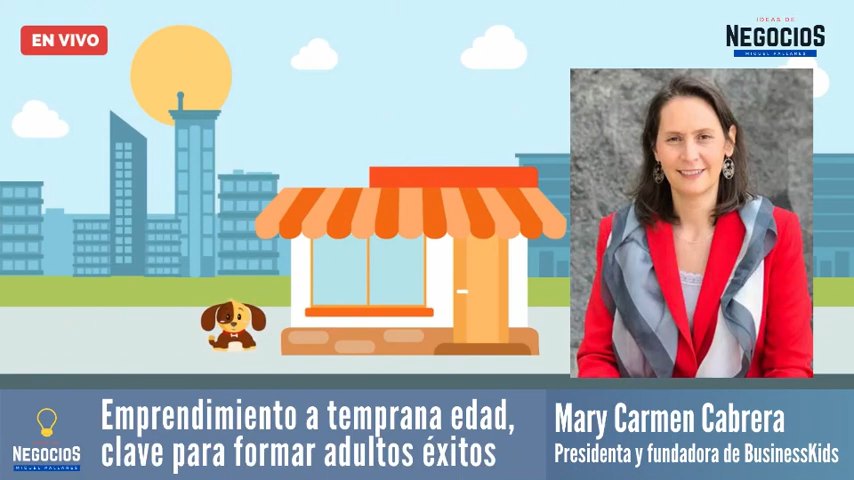 EN VIVO
IDEAS DE
NEGOCIOS
MIGUEL PALLARES
Emprendimiento a temprana edad,
clave para formar adultos éxitos
Mary Carmen Cabrera
Presidenta y fundadora de BusinessKids
NEGOCIOS
MIGUEL PALLARES